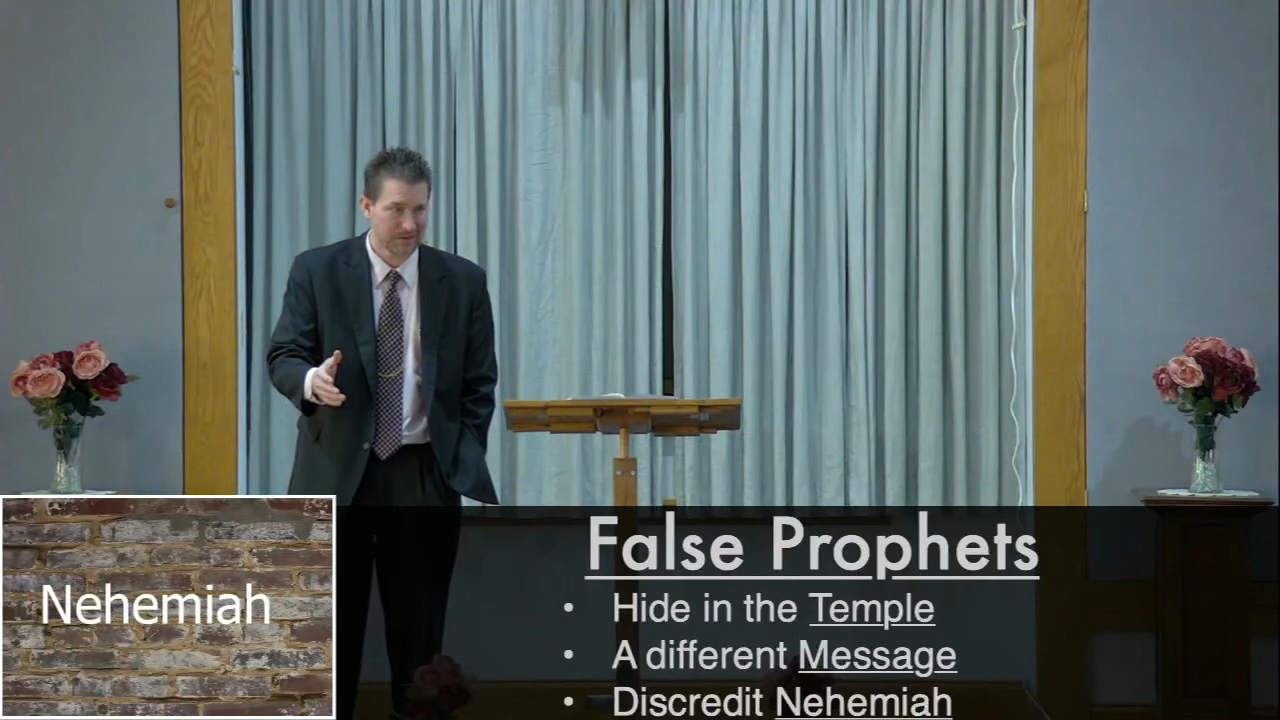 Nehemiah
False Prophets
• Hide in the Temple
• A different Message
• Discredit Nehemiah